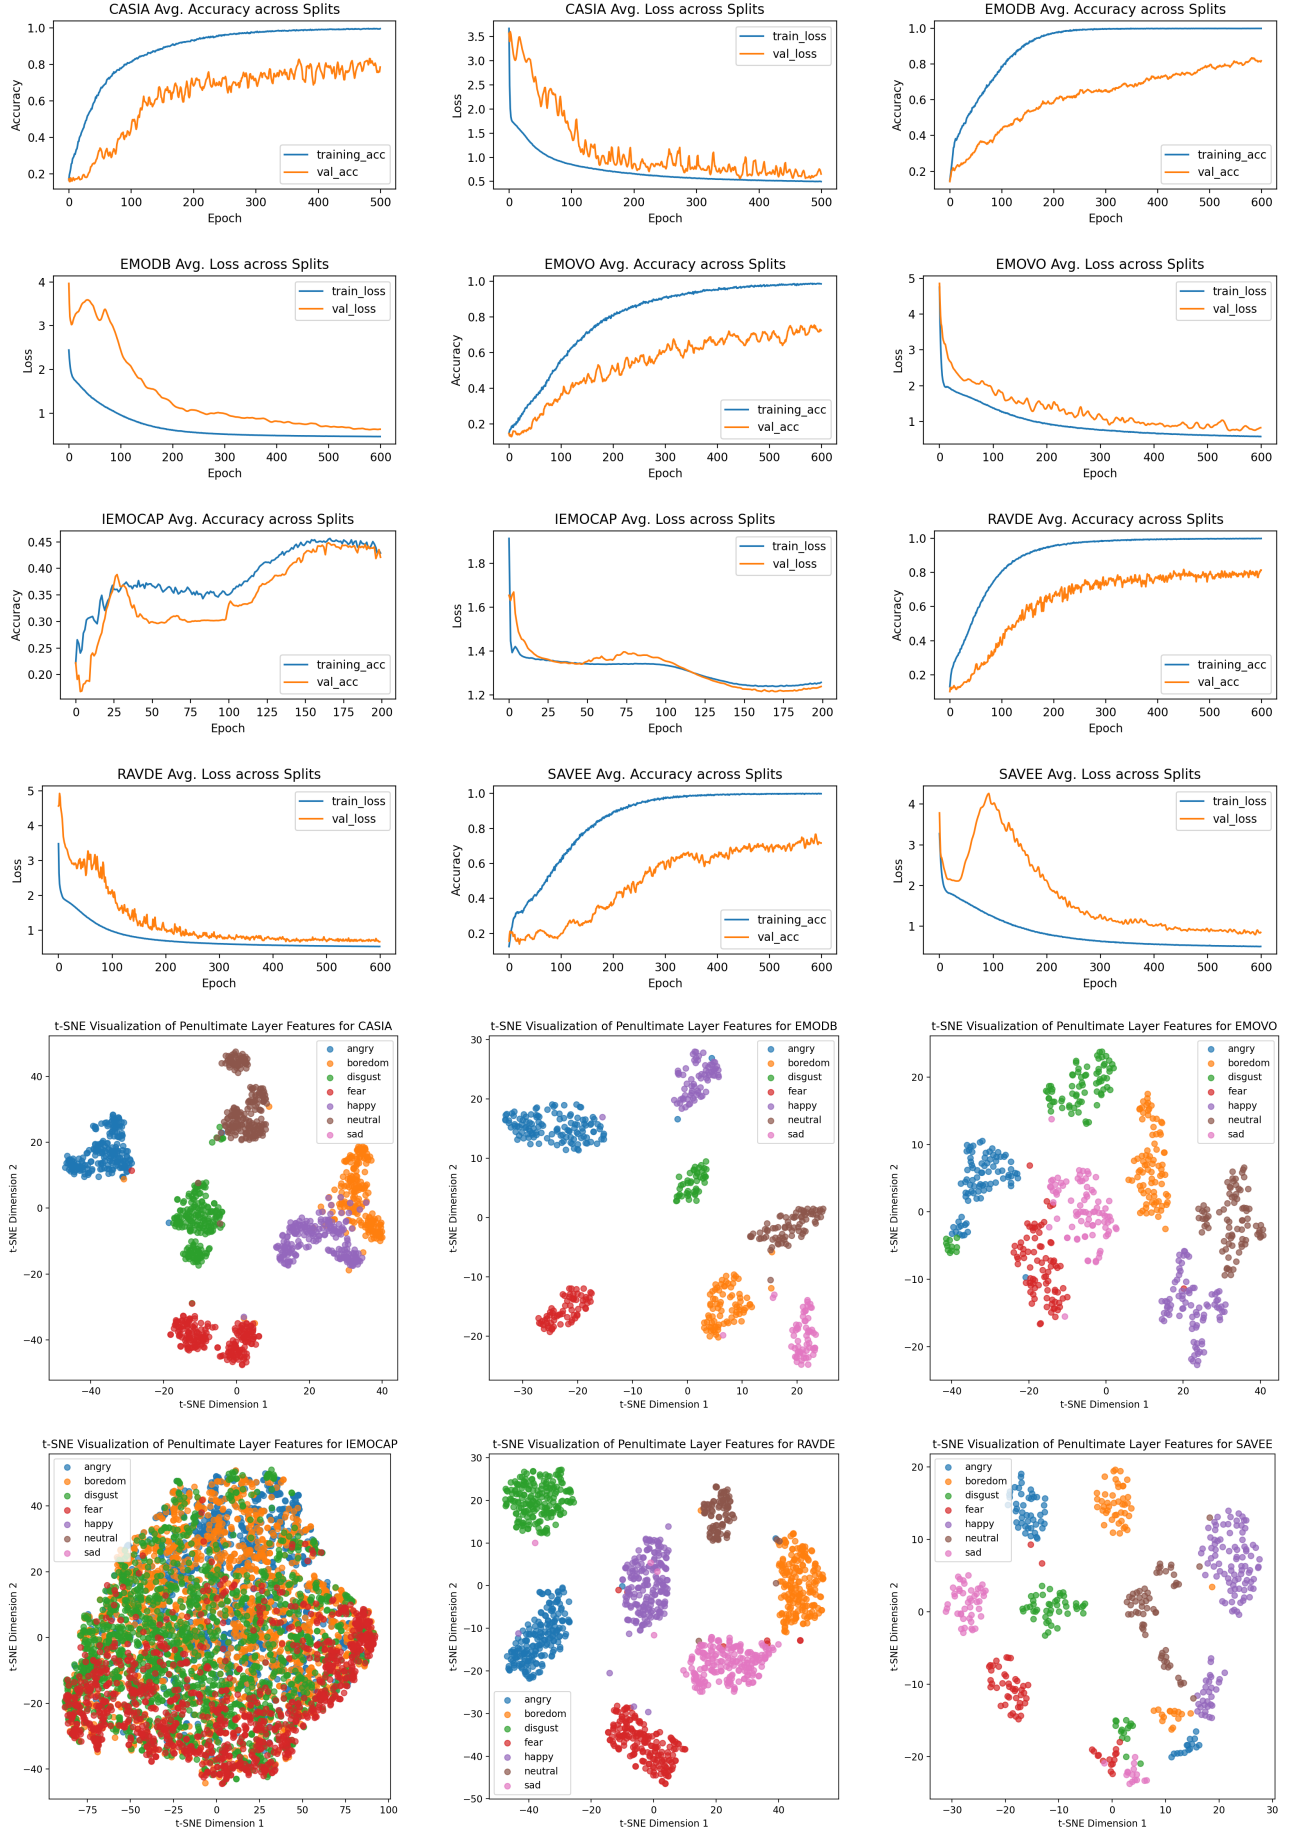 CASIA Avg. Accuracy across Splits
1.0
0.8
0.6
0.4
0.2
Accuracy
training_acc
val_acc
0 100 200 300 400 500
Epoch
CASIA Avg. Loss across Splits
3.5
3.0
2.5
2.0
1.5
1.0
0.5
Loss
train_loss
val_loss
0 100 200 300 400 500
Epoch
EMODB Avg. Accuracy across Splits
1.0
0.8
0.6
0.4
0.2
Accuracy
training_acc
val_acc
0 100 200 300 400 500 600
Epoch
EMODB Avg. Loss across Splits
4
3
2
1
Loss
train_loss
val_loss
0 100 200 300 400 500 600
Epoch
EMOVO Avg. Accuracy across Splits
1.0
0.8
0.6
0.4
0.2
Accuracy
training_acc
val_acc
0 100 200 300 400 500 600
Epoch
EMOVO Avg. Loss across Splits
5
4
3
2
1
Loss
train_loss
val_loss
0 100 200 300 400 500 600
Epoch
IEMOCAP Avg. Accuracy across Splits
0.45
0.40
0.35
0.30
0.25
0.20
Accuracy
training_acc
val_acc
0 25 50 75 100 125 150 175 200
Epoch
IEMOCAP Avg. Loss across Splits
1.8
1.6
1.4
1.2
Loss
train_loss
val_loss
0 25 50 75 100 125 150 175 200
Epoch
RAVDE Avg. Accuracy across Splits
1.0
0.8
0.6
0.4
0.2
Accuracy
training_acc
val_acc
0 100 200 300 400 500 600
Epoch
RAVDE Avg. Loss across Splits
5
4
3
2
1
Loss
train_loss
val_loss
0 100 200 300 400 500 600
Epoch
SAVEE Avg. Accuracy across Splits
1.0
0.8
0.6
0.4
0.2
Accuracy
training_acc
val_acc
0 100 200 300 400 500 600
Epoch
SAVEE Avg. Loss across Splits
4
3
2
1
Loss
train_loss
val_loss
0 100 200 300 400 500 600
Epoch
t-SNE Visualization of Penultimate Layer Features for CASIA
40
20
0
−20
−40
t-SNE Dimension 2
angry
boredom
disgust
fear
happy
neutral
sad
−40 −20 0 20 40
t-SNE Dimension 1
t-SNE Visualization of Penultimate Layer Features for EMODB
30
20
10
0
−10
−20
t-SNE Dimension 2
angry
boredom
disgust
fear
happy
neutral
sad
−30 −20 −10 0 10 20
t-SNE Dimension 1
t-SNE Visualization of Penultimate Layer Features for EMOVO
20
10
0
−10
−20
t-SNE Dimension 2
angry
boredom
disgust
fear
happy
neutral
sad
−40 −20 0 20 40
t-SNE Dimension 1
t-SNE Visualization of Penultimate Layer Features for IEMOCAP
40
20
0
−20
−40
t-SNE Dimension 2
angry
boredom
disgust
fear
happy
neutral
sad
−75 −50 −25 0 25 50 75 100
t-SNE Dimension 1
t-SNE Visualization of Penultimate Layer Features for RAVDE
30
20
10
0
−10
−20
−30
−40
−50
t-SNE Dimension 2
angry
boredom
disgust
fear
happy
neutral
sad
−40 −20 0 20 40
t-SNE Dimension 1
t-SNE Visualization of Penultimate Layer Features for SAVEE
20
10
0
−10
−20
t-SNE Dimension 2
angry
boredom
disgust
fear
happy
neutral
sad
−30 −20 −10 0 10 20 30
t-SNE Dimension 1